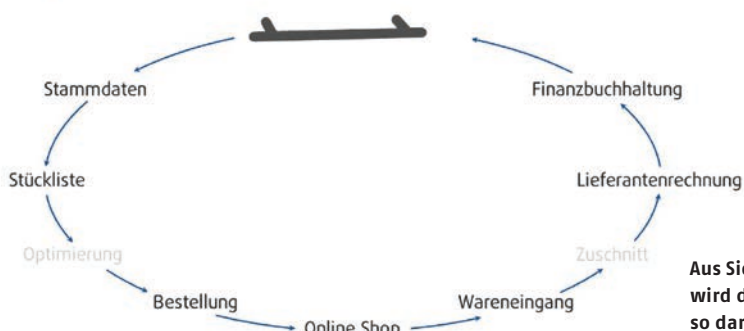 Stammdaten
Finanzbuchhaltung
Stückliste
Lieferantenrechnung
Optimierung
Zuschnitt
Bestellung
Wareneingang
Online Shop
Aus Sic
wird d
so dar